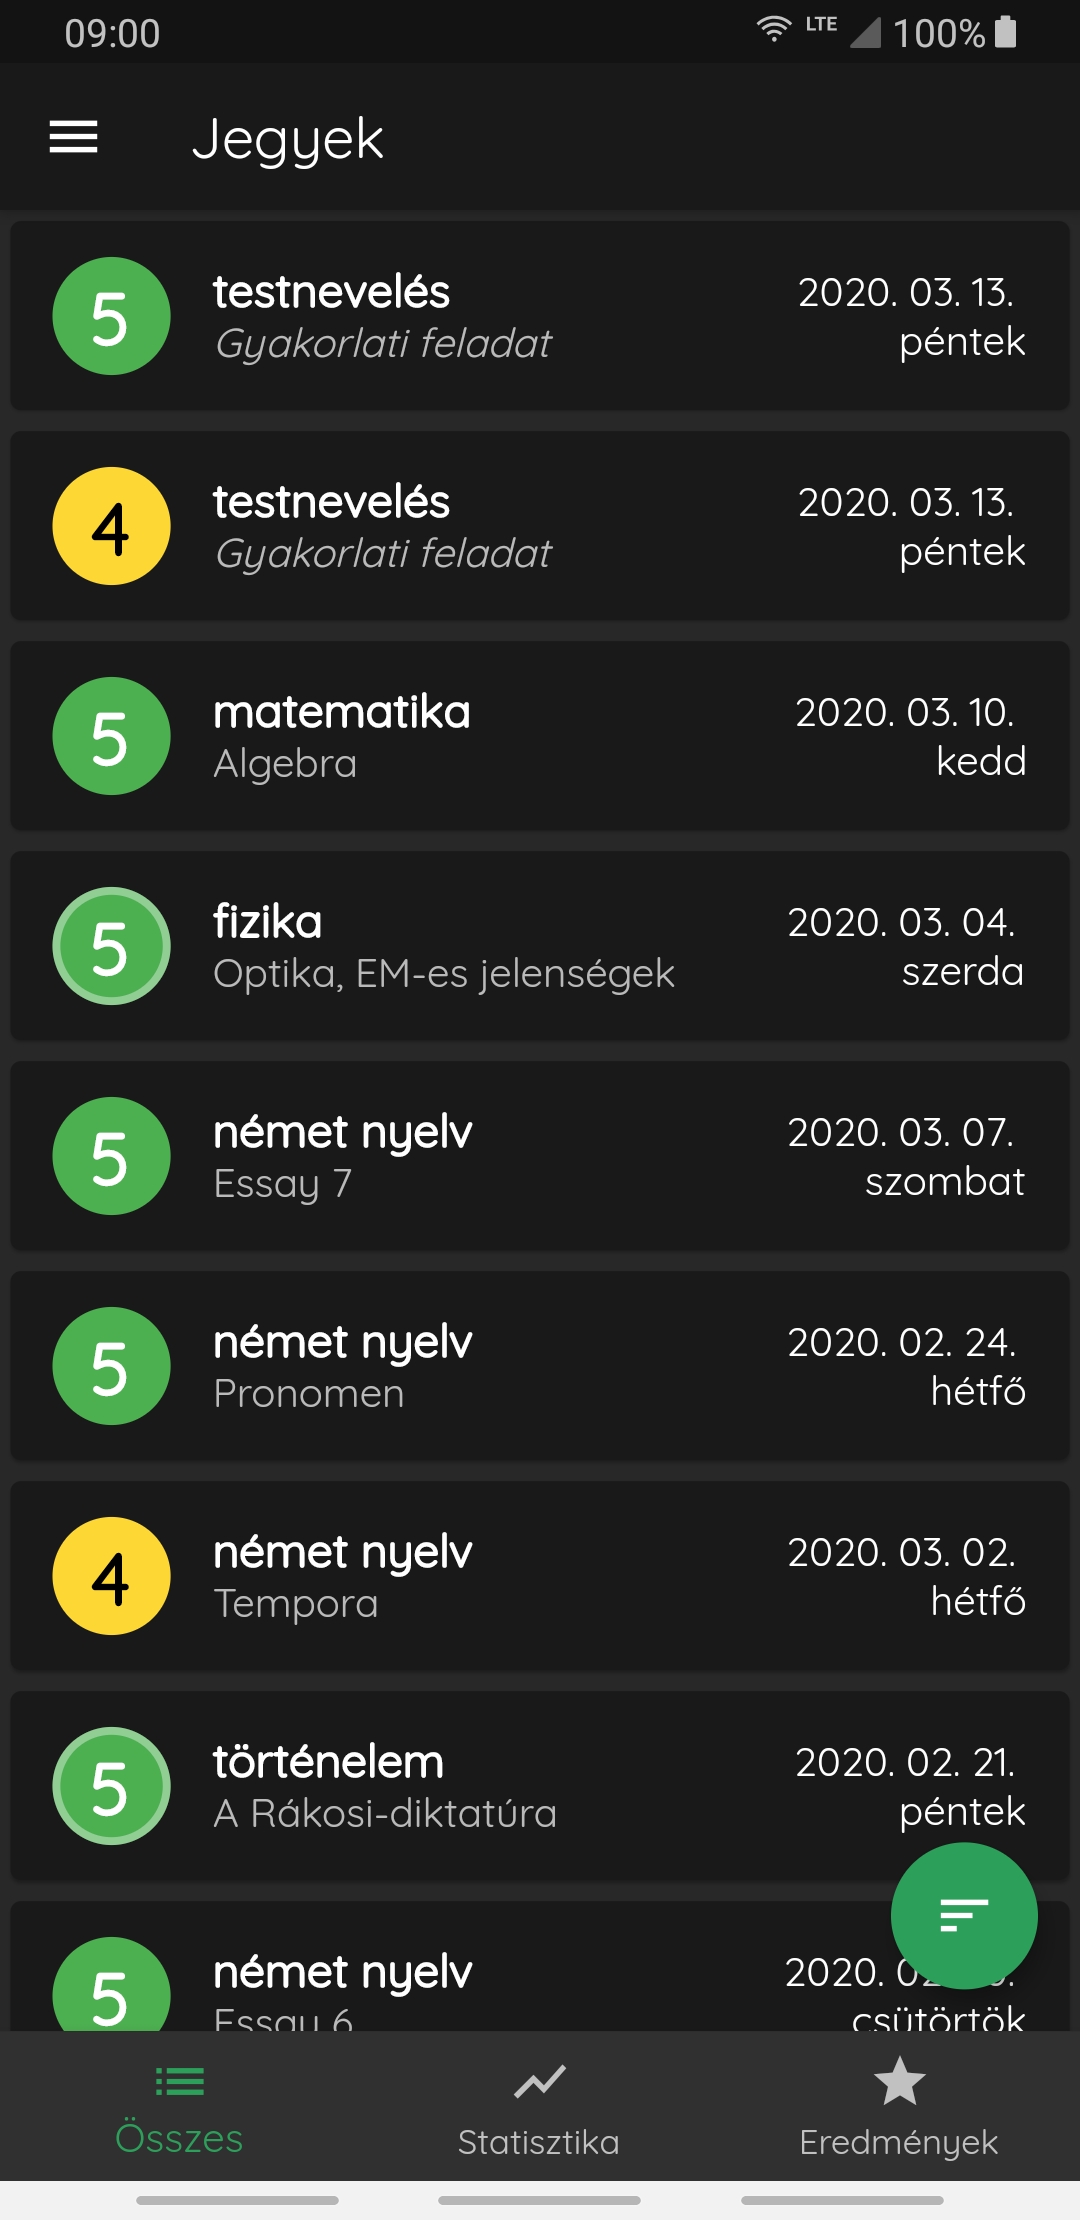 09:00 LTE 100%
Jegyek
5 testnevelés 2020. 03. 13.
Gyakorlati feladat péntek
4 testnevelés 2020. 03. 13.
Gyakorlati feladat péntek
5 matematika 2020. 03. 10.
Algebra kedd
5 fizika 2020. 03. 04.
Optika, EM-es jelenségek szerda
5 német nyelv 2020. 03. 07.
Essay 7 szombat
5 német nyelv 2020. 02. 24.
Pronomen hétfő
4 német nyelv 2020. 03. 02.
Tempora hétfő
5 történelem 2020. 02. 21.
A Rákosi-diktatúra péntek
5 német nyelv 2020.
Essay 6 csütörtök
Összes Statisztika Eredmények